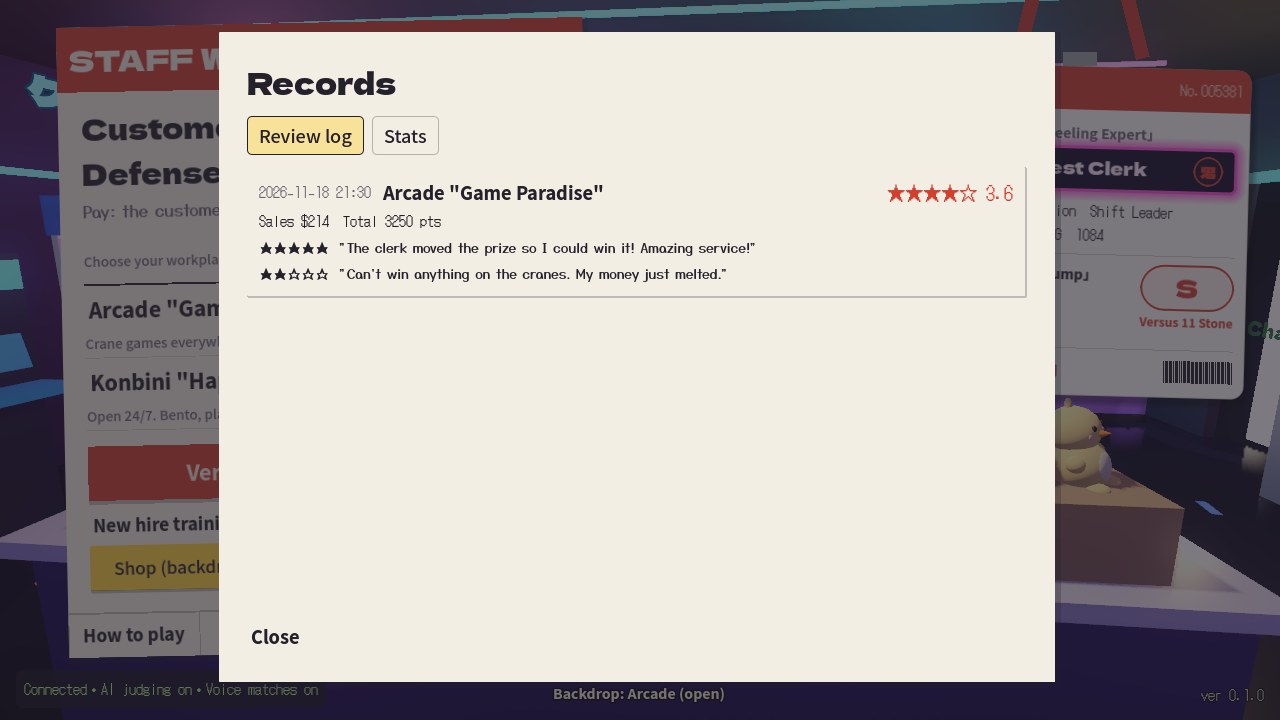 STAFF W
Custome
Defense
Pay: the custome
Choose your workpla
Arcade "Gam
Crane games everyw
Konbini "Ha
Open 24/7. Bento, pl
Ver
New hire traini
Shop (backd
How to play
Records
Review log
Stats
2026-11-18 21:30 Arcade "Game Paradise" ★★★★☆ 3.6
Sales $214 Total 3250 pts
★★★★★ "The clerk moved the prize so I could win it! Amazing service!"
★★☆☆☆ "Can't win anything on the cranes. My money just melted."
Close
No. 005381
eeling Expert」
est Clerk
ion Shift Leader
1084
ump」
S
Versus 11 Stone
Cha
Connected • AI judging on • Voice matches on
Backdrop: Arcade (open)
ver 0.1.0